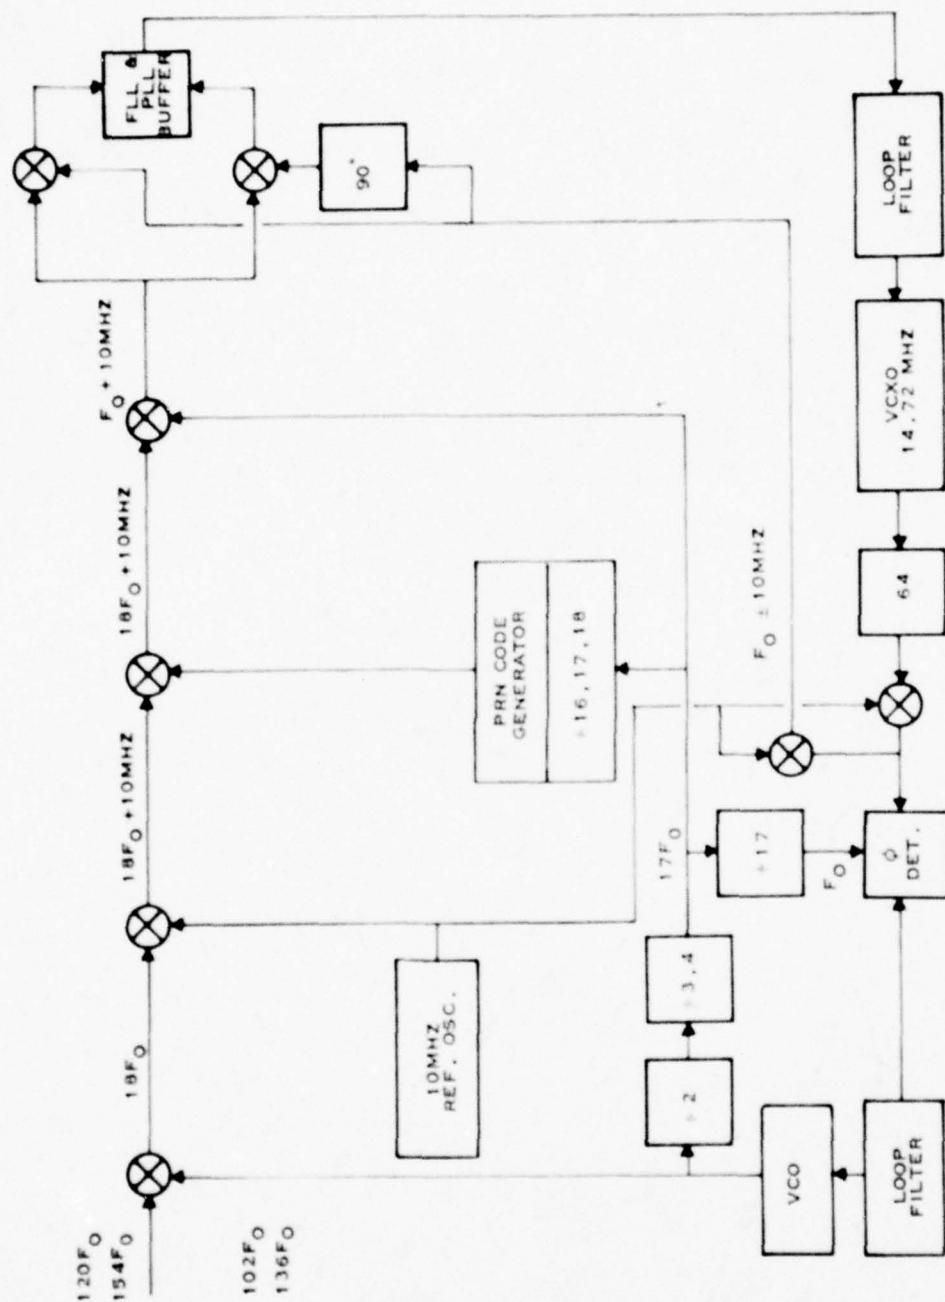 120F₀
154F₀
102F₀
136F₀
18F₀
18F₀ +10MHZ
18F₀ +10MHZ
F₀ + 10MHZ
FLL &
PLL
BUFFER
90°
10MHZ
REF. OSC.
PRN CODE
GENERATOR
÷16,17,18
17F₀
÷2
÷3,4
÷17
F₀
F₀ ± 10MHZ
VCO
LOOP
FILTER
Φ
DET.
64
VCXO
14.72 MHZ
LOOP
FILTER